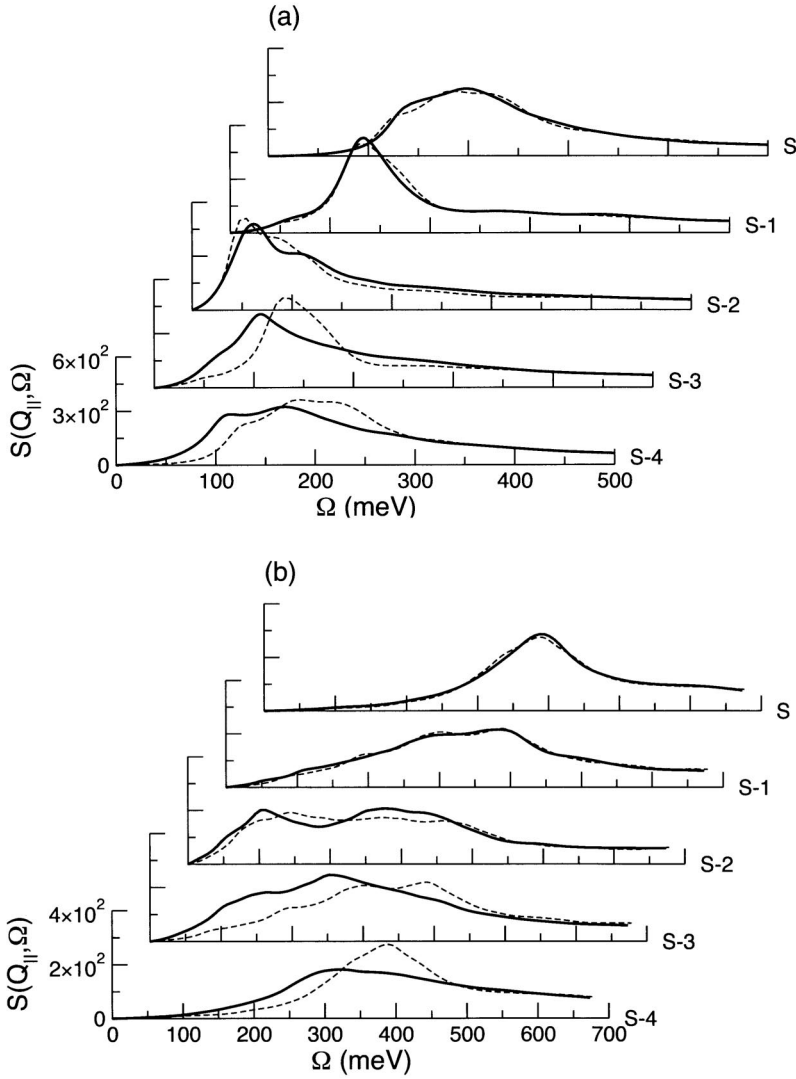 (a)
S
S-1
S-2
S-3
S-4
6×10²
3×10²
0
S(Q||,Ω)
0 100 200 300 400 500
Ω (meV)
(b)
S
S-1
S-2
S-3
S-4
4×10²
2×10²
0
S(Q||,Ω)
0 100 200 300 400 500 600 700
Ω (meV)